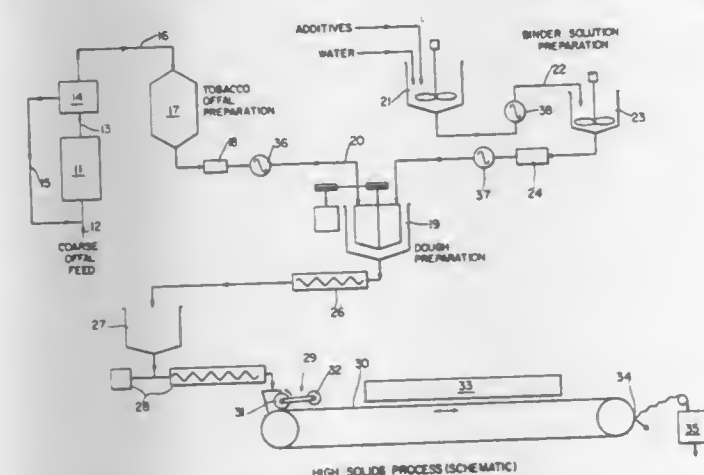 16
ADDITIVES
WATER
BINDER SOLUTION
PREPARATION
22
14
17
TOBACCO
OFFAL
PREPARATION
21
38
23
13
18
36
20
11
15
37
24
12
19
COARSE
OFFAL
FEED
DOUGH
PREPARATION
26
27
29
32
30
33
34
28
31
35
HIGH SOLIDS PROCESS (SCHEMATIC)